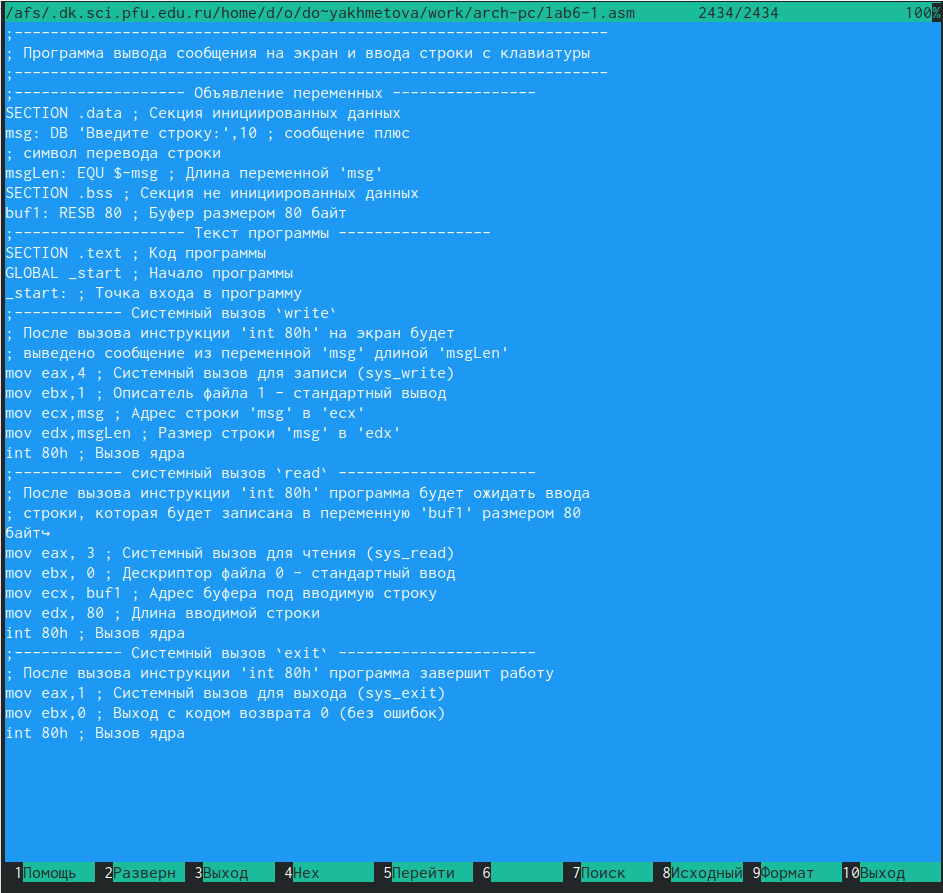 /afs/.dk.sci.pfu.edu.ru/home/d/o/do~yakhmetova/work/arch-pc/lab6-1.asm 2434/2434 100%
;------------------------------------------------------------------
; Программа вывода сообщения на экран и ввода строки с клавиатуры
;------------------------------------------------------------------
;------------------- Объявление переменных ----------------
SECTION .data ; Секция инициированных данных
msg: DB 'Введите строку:',10 ; сообщение плюс
; символ перевода строки
msgLen: EQU $-msg ; Длина переменной 'msg'
SECTION .bss ; Секция не инициированных данных
buf1: RESB 80 ; Буфер размером 80 байт
;------------------- Текст программы -----------------
SECTION .text ; Код программы
GLOBAL _start ; Начало программы
_start: ; Точка входа в программу
;------------ Системный вызов `write`
; После вызова инструкции 'int 80h' на экран будет
; выведено сообщение из переменной 'msg' длиной 'msgLen'
mov eax,4 ; Системный вызов для записи (sys_write)
mov ebx,1 ; Описатель файла 1 - стандартный вывод
mov ecx,msg ; Адрес строки 'msg' в 'ecx'
mov edx,msgLen ; Размер строки 'msg' в 'edx'
int 80h ; Вызов ядра
;------------ системный вызов `read` ----------------------
; После вызова инструкции 'int 80h' программа будет ожидать ввода
; строки, которая будет записана в переменную 'buf1' размером 80
байт↪
mov eax, 3 ; Системный вызов для чтения (sys_read)
mov ebx, 0 ; Дескриптор файла 0 - стандартный ввод
mov ecx, buf1 ; Адрес буфера под вводимую строку
mov edx, 80 ; Длина вводимой строки
int 80h ; Вызов ядра
;------------ Системный вызов `exit` ----------------------
; После вызова инструкции 'int 80h' программа завершит работу
mov eax,1 ; Системный вызов для выхода (sys_exit)
mov ebx,0 ; Выход с кодом возврата 0 (без ошибок)
int 80h ; Вызов ядра
1Помощь 2Разверн 3Выход 4Hex 5Перейти 6 7Поиск 8Исходный 9Формат 10Выход